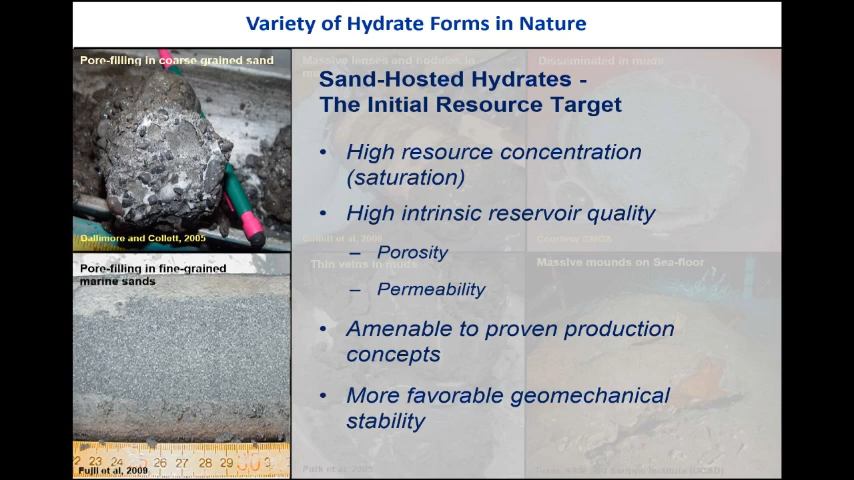 Variety of Hydrate Forms in Nature
Pore-filling in coarse grained sand
Massive lenses and nodules in
Disseminated in muds
Sand-Hosted Hydrates -
The Initial Resource Target
• High resource concentration
(saturation)
• High intrinsic reservoir quality
– Porosity
– Permeability
• Amenable to proven production
concepts
• More favorable geomechanical
stability
Dallimore and Collett, 2005
Pore-filling in fine-grained
marine sands
Thin veins in muds
Massive mounds on Sea-floor
23 24 26 27 28 29
Fujii et al, 2009
Park et al,